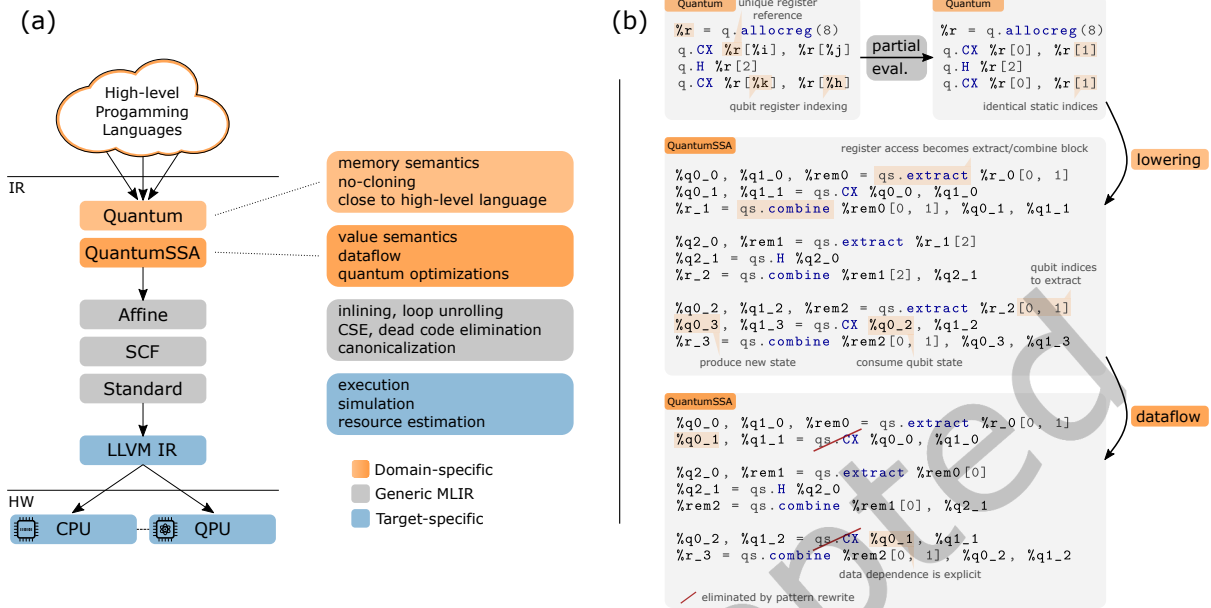 (a)
High-level
Progamming
Languages
IR
Quantum
QuantumSSA
Affine
SCF
Standard
LLVM IR
HW
CPU
QPU
memory semantics
no-cloning
close to high-level language
value semantics
dataflow
quantum optimizations
inlining, loop unrolling
CSE, dead code elimination
canonicalization
execution
simulation
resource estimation
Domain-specific
Generic MLIR
Target-specific
(b)
Quantum
unique register
reference
%r = q.allocreg(8)
q.CX %r[%i], %r[%j]
q.H %r[2]
q.CX %r[%k], %r[%h]
qubit register indexing
partial
eval.
Quantum
%r = q.allocreg(8)
q.CX %r[0], %r[1]
q.H %r[2]
q.CX %r[0], %r[1]
identical static indices
lowering
QuantumSSA
register access becomes extract/combine block
%q0_0, %q1_0, %rem0 = qs.extract %r_0[0, 1]
%q0_1, %q1_1 = qs.CX %q0_0, %q1_0
%r_1 = qs.combine %rem0[0, 1], %q0_1, %q1_1
%q2_0, %rem1 = qs.extract %r_1[2]
%q2_1 = qs.H %q2_0
%r_2 = qs.combine %rem1[2], %q2_1
qubit indices
to extract
%q0_2, %q1_2, %rem2 = qs.extract %r_2[0, 1]
%q0_3, %q1_3 = qs.CX %q0_2, %q1_2
%r_3 = qs.combine %rem2[0, 1], %q0_3, %q1_3
produce new state
consume qubit state
dataflow
QuantumSSA
%q0_0, %q1_0, %rem0 = qs.extract %r_0[0, 1]
%q0_1, %q1_1 = qs.CX %q0_0, %q1_0
%q2_0, %rem1 = qs.extract %rem0[0]
%q2_1 = qs.H %q2_0
%rem2 = qs.combine %rem1[0], %q2_1
%q0_2, %q1_2 = qs.CX %q0_1, %q1_1
%r_3 = qs.combine %rem2[0, 1], %q0_2, %q1_2
data dependence is explicit
eliminated by pattern rewrite
pted